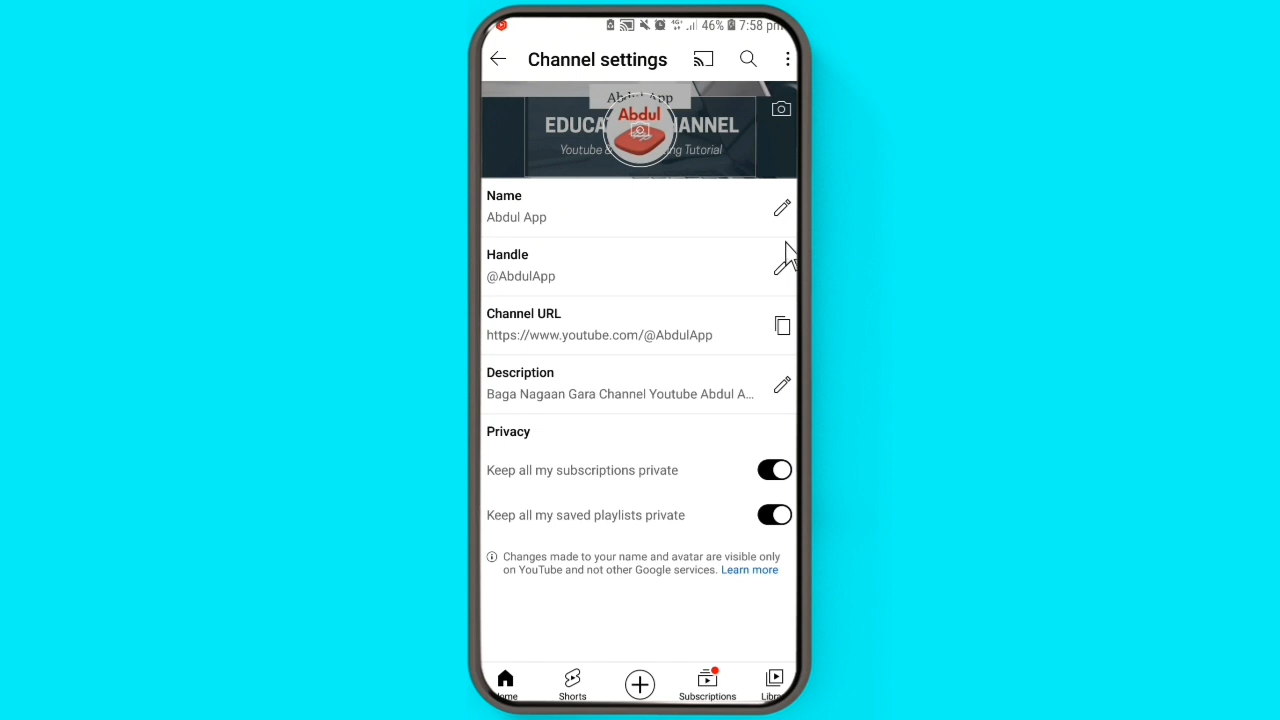 46% 7:58 pm
Channel settings
Abdul App
Abdul
EDUCA ANNEL
Youtube & ng Tutorial
Name
Abdul App
Handle
@AbdulApp
Channel URL
https://www.youtube.com/@AbdulApp
Description
Baga Nagaan Gara Channel Youtube Abdul A...
Privacy
Keep all my subscriptions private
Keep all my saved playlists private
Changes made to your name and avatar are visible only
on YouTube and not other Google services. Learn more
ome Shorts Subscriptions Libr